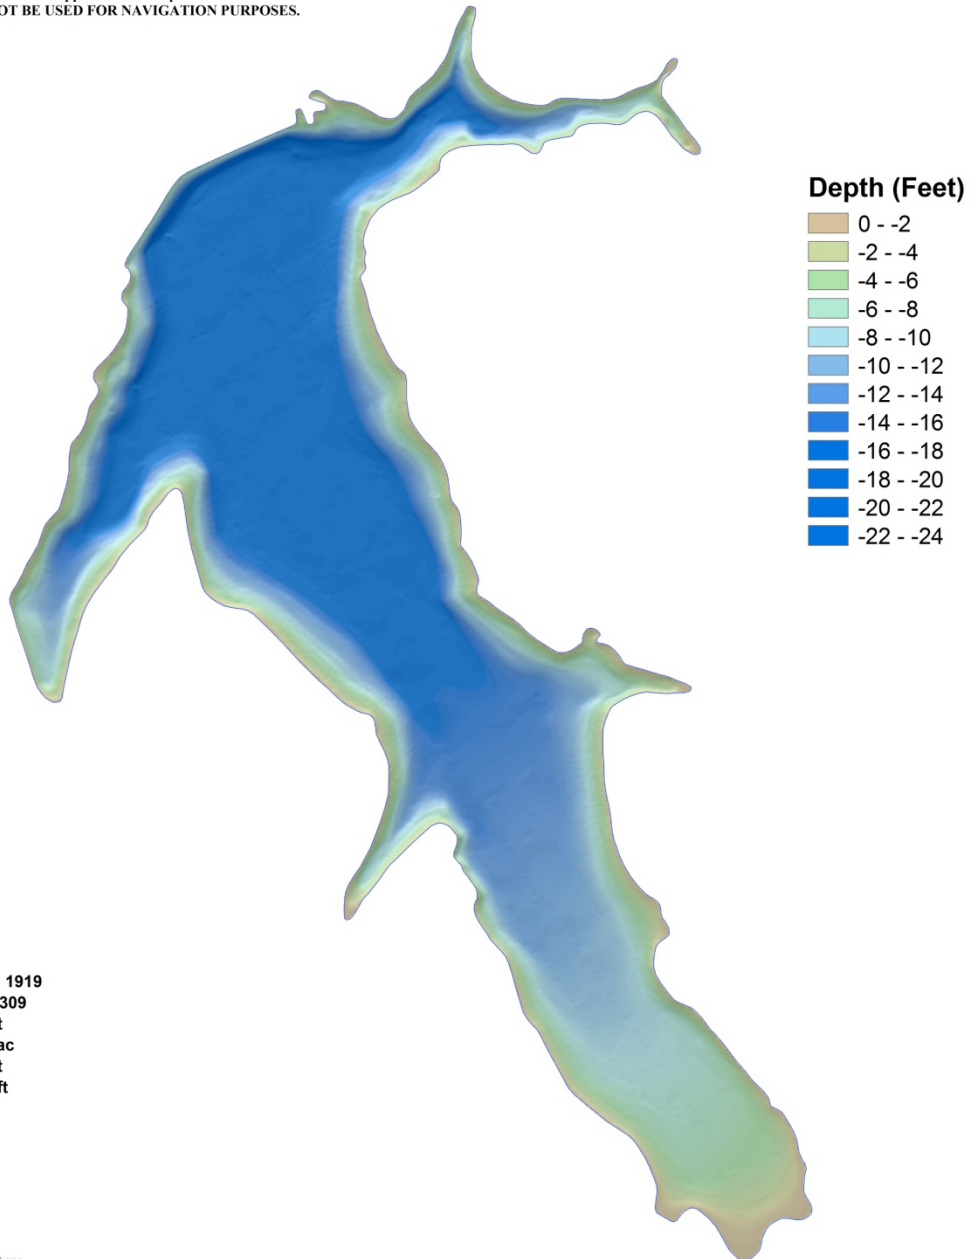 OT BE USED FOR NAVIGATION PURPOSES.
Depth (Feet)
0 - -2
-2 - -4
-4 - -6
-6 - -8
-8 - -10
-10 - -12
-12 - -14
-14 - -16
-16 - -18
-18 - -20
-20 - -22
-22 - -24
1919
309
t
ac
t
ft